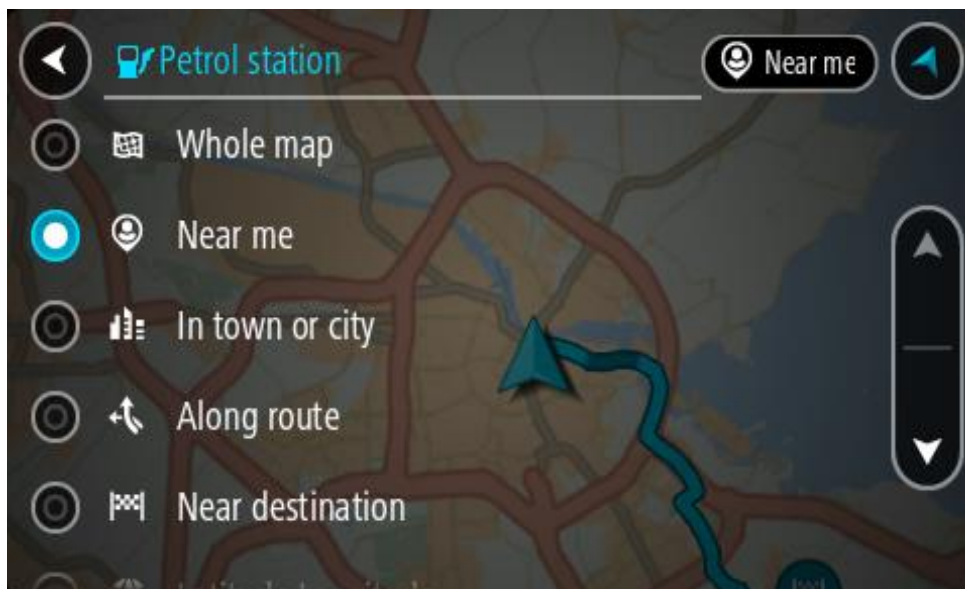 Petrol station
Near me
Whole map
Near me
In town or city
Along route
Near destination